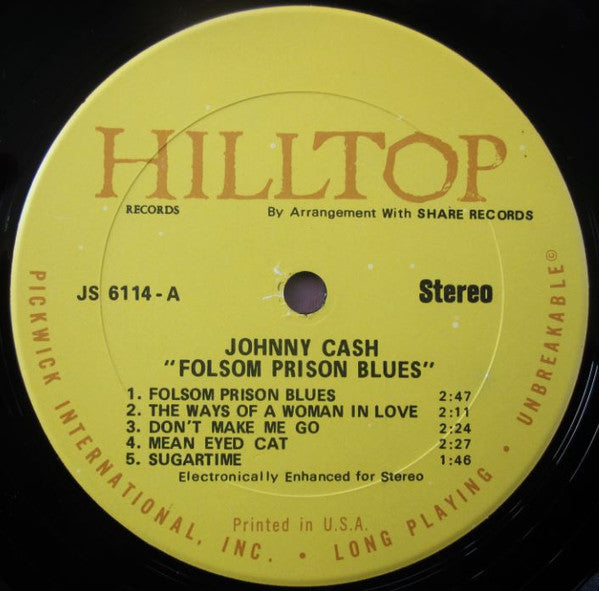 HILLTOP
RECORDS
By Arrangement With SHARE RECORDS
JS 6114-A
Stereo
JOHNNY CASH
"FOLSOM PRISON BLUES"
1. FOLSOM PRISON BLUES 2:47
2. THE WAYS OF A WOMAN IN LOVE 2:11
3. DON'T MAKE ME GO 2:24
4. MEAN EYED CAT 2:27
5. SUGARTIME 1:46
Electronically Enhanced for Stereo
Printed in U.S.A.
PICKWICK INTERNATIONAL, INC. • LONG PLAYING • UNBREAKABLE©